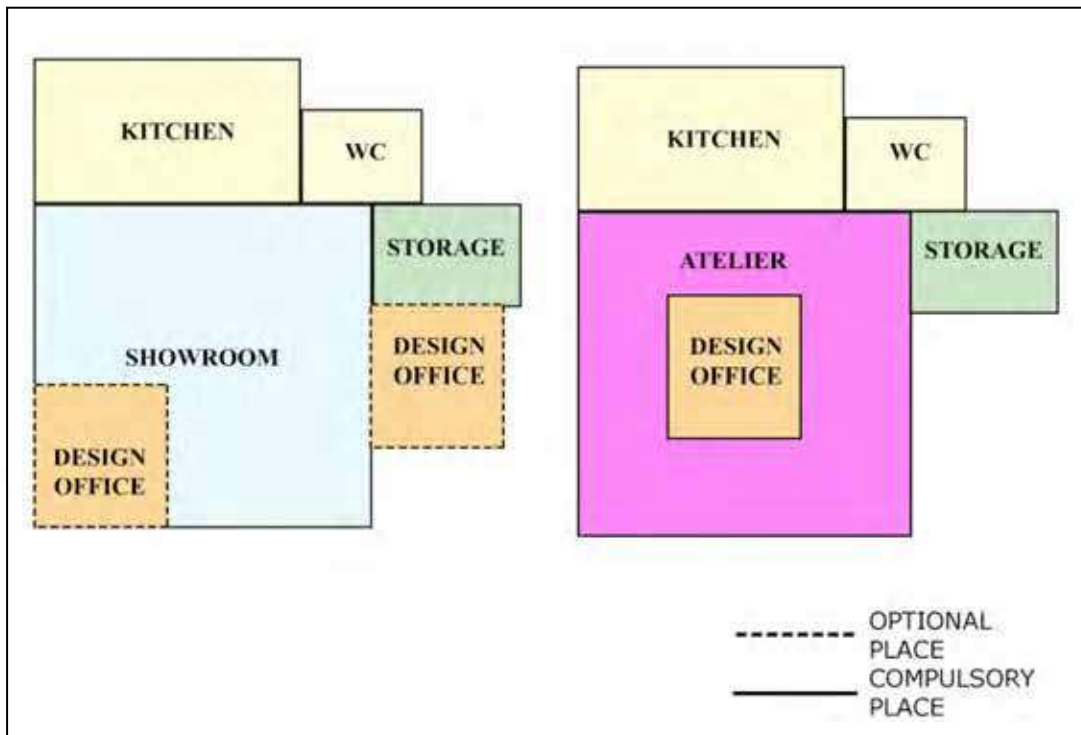 KITCHEN
WC
STORAGE
SHOWROOM
DESIGN
OFFICE
DESIGN
OFFICE
KITCHEN
WC
STORAGE
ATELIER
DESIGN
OFFICE
OPTIONAL
PLACE
COMPULSORY
PLACE